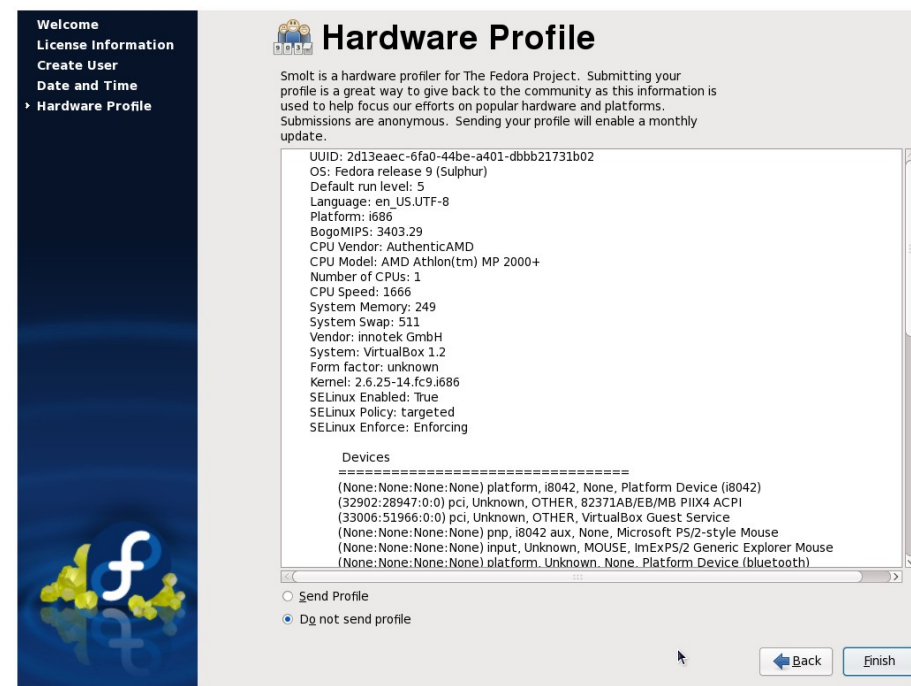 Welcome
License Information
Create User
Date and Time
Hardware Profile
Hardware Profile
Smolt is a hardware profiler for The Fedora Project. Submitting your
profile is a great way to give back to the community as this information is
used to help focus our efforts on popular hardware and platforms.
Submissions are anonymous. Sending your profile will enable a monthly
update.
UUID: 2d13eaec-6fa0-44be-a401-dbbb21731b02
OS: Fedora release 9 (Sulphur)
Default run level: 5
Language: en_US.UTF-8
Platform: i686
BogoMIPS: 3403.29
CPU Vendor: AuthenticAMD
CPU Model: AMD Athlon(tm) MP 2000+
Number of CPUs: 1
CPU Speed: 1666
System Memory: 249
System Swap: 511
Vendor: innotek GmbH
System: VirtualBox 1.2
Form factor: unknown
Kernel: 2.6.25-14.fc9.i686
SELinux Enabled: True
SELinux Policy: targeted
SELinux Enforce: Enforcing
Devices
=================================
(None:None:None:None) platform, i8042, None, Platform Device (i8042)
(32902:28947:0:0) pci, Unknown, OTHER, 82371AB/EB/MB PIIX4 ACPI
(33006:51966:0:0) pci, Unknown, OTHER, VirtualBox Guest Service
(None:None:None:None) pnp, i8042 aux, None, Microsoft PS/2-style Mouse
(None:None:None:None) input, Unknown, MOUSE, ImExPS/2 Generic Explorer Mouse
(None:None:None:None) platform, Unknown, None, Platform Device (bluetooth)
Send Profile
Do not send profile
Back
Finish